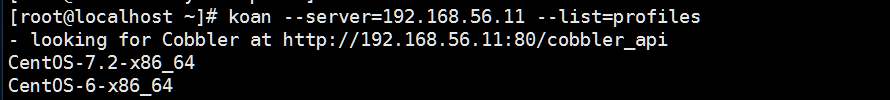 [root@localhost ~]# koan --server=192.168.56.11 --list=profiles
- looking for Cobbler at http://192.168.56.11:80/cobbler_api
CentOS-7.2-x86_64
CentOS-6-x86_64